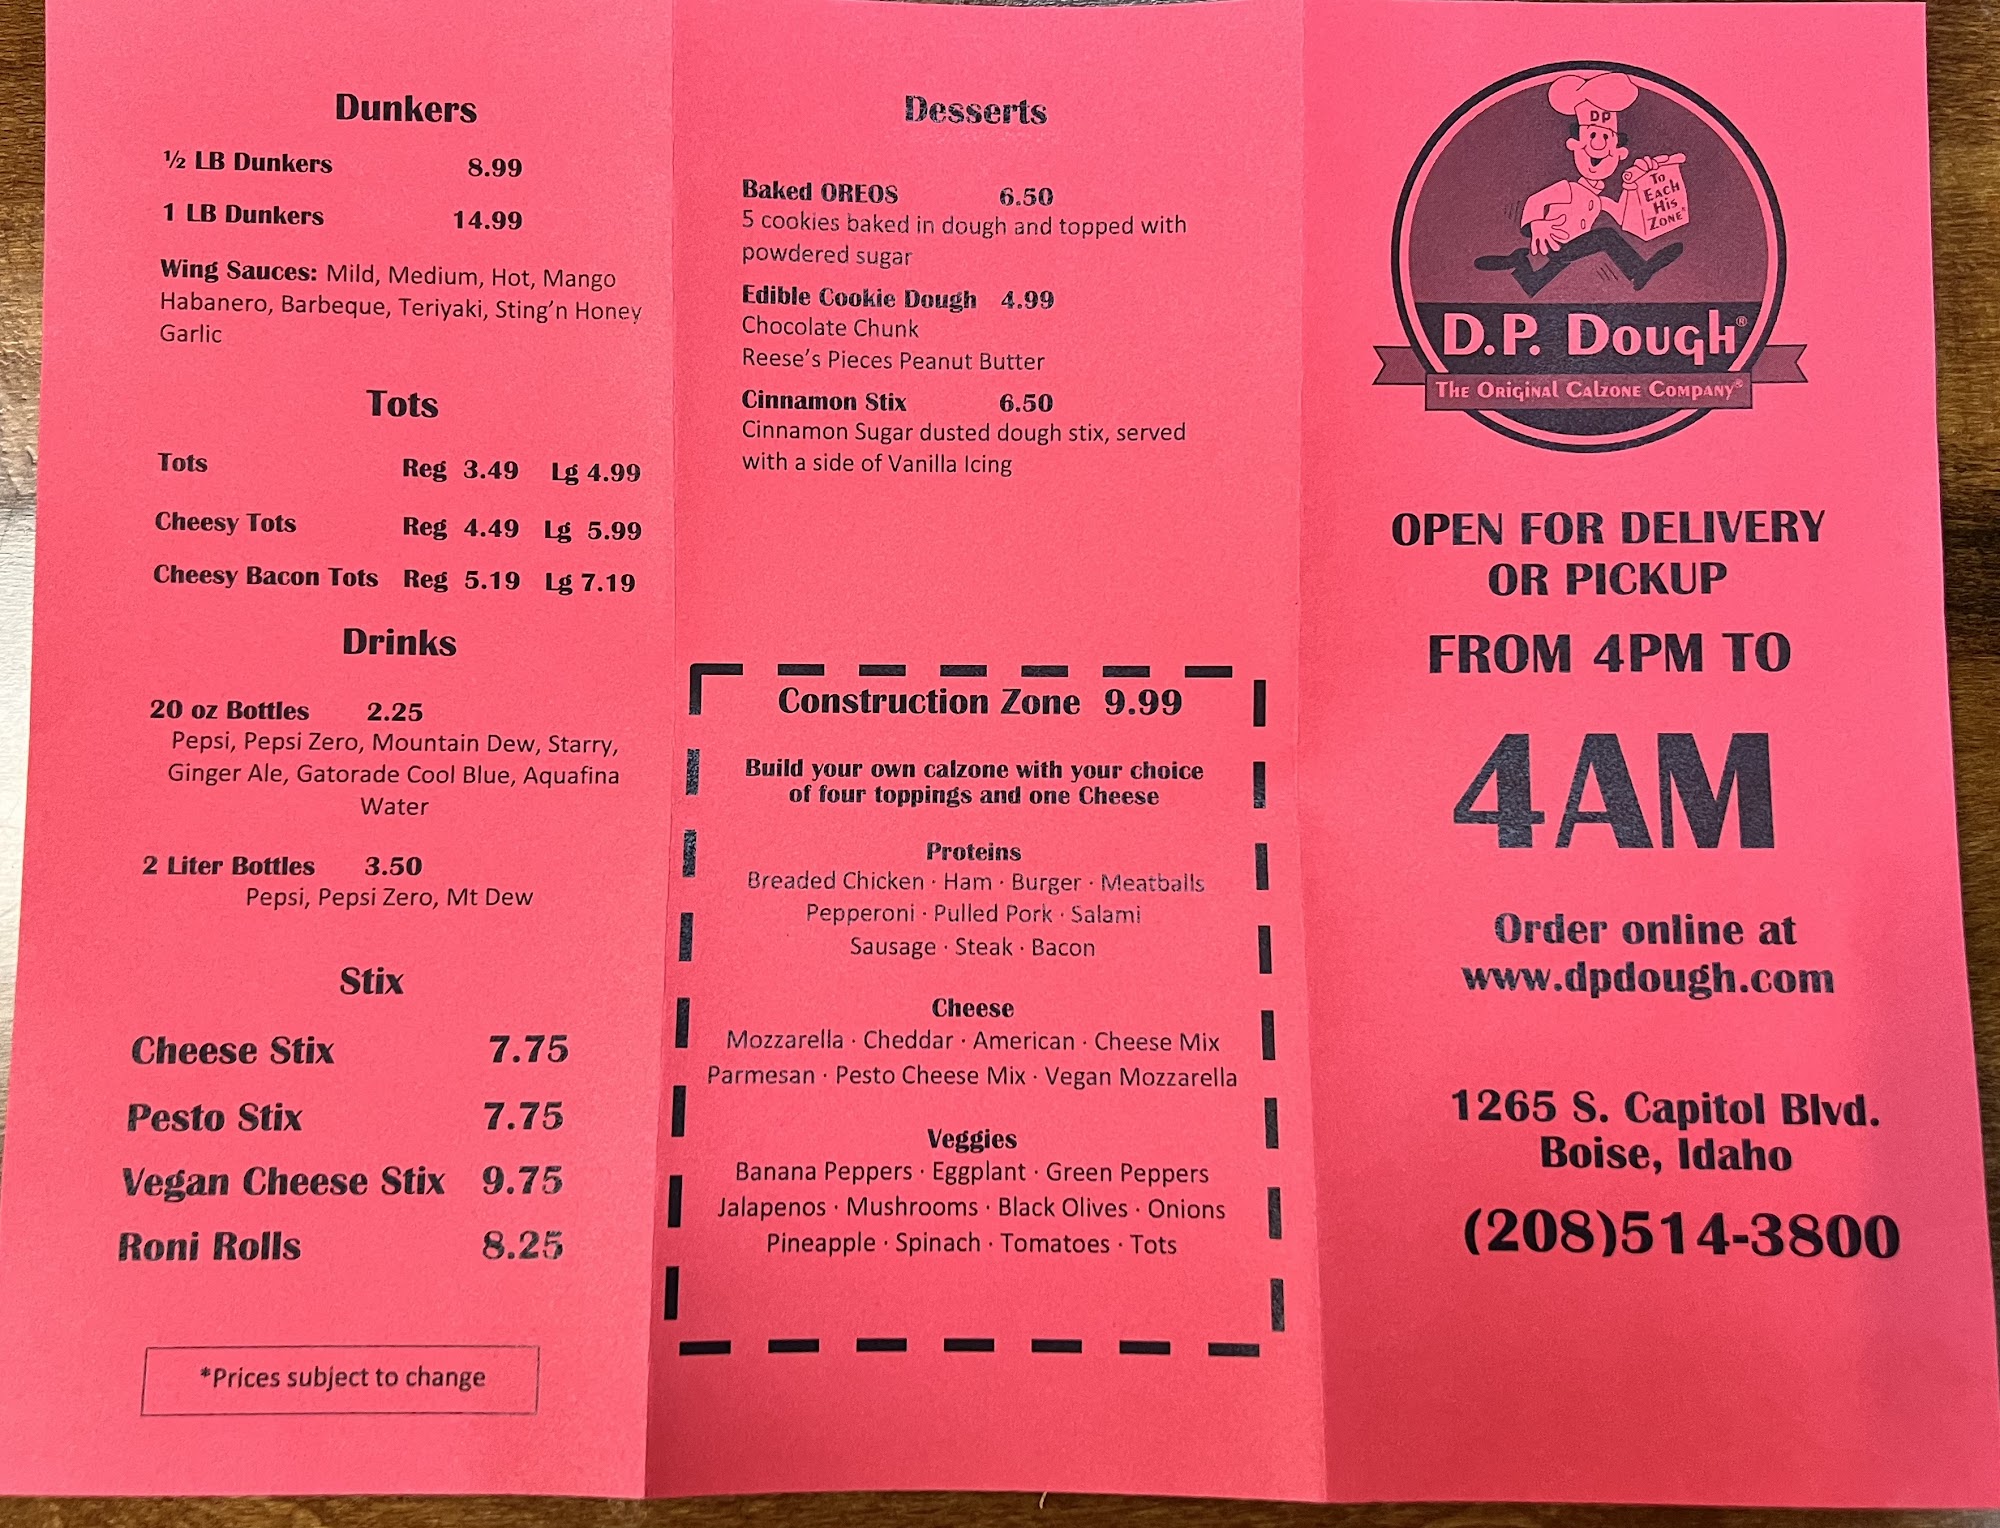 Dunkers
½ LB Dunkers 8.99
1 LB Dunkers 14.99
Wing Sauces: Mild, Medium, Hot, Mango
Habanero, Barbeque, Teriyaki, Sting'n Honey
Garlic
Tots
Tots Reg 3.49 Lg 4.99
Cheesy Tots Reg 4.49 Lg 5.99
Cheesy Bacon Tots Reg 5.19 Lg 7.19
Drinks
20 oz Bottles 2.25
Pepsi, Pepsi Zero, Mountain Dew, Starry,
Ginger Ale, Gatorade Cool Blue, Aquafina
Water
2 Liter Bottles 3.50
Pepsi, Pepsi Zero, Mt Dew
Stix
Cheese Stix 7.75
Pesto Stix 7.75
Vegan Cheese Stix 9.75
Roni Rolls 8.25
*Prices subject to change
Desserts
Baked OREOS 6.50
5 cookies baked in dough and topped with
powdered sugar
Edible Cookie Dough 4.99
Chocolate Chunk
Reese's Pieces Peanut Butter
Cinnamon Stix 6.50
Cinnamon Sugar dusted dough stix, served
with a side of Vanilla Icing
Construction Zone 9.99
Build your own calzone with your choice
of four toppings and one Cheese
Proteins
Breaded Chicken · Ham · Burger · Meatballs
Pepperoni · Pulled Pork · Salami
Sausage · Steak · Bacon
Cheese
Mozzarella · Cheddar · American · Cheese Mix
Parmesan · Pesto Cheese Mix · Vegan Mozzarella
Veggies
Banana Peppers · Eggplant · Green Peppers
Jalapenos · Mushrooms · Black Olives · Onions
Pineapple · Spinach · Tomatoes · Tots
DP
To
Each
His
Zone®
D.P. Dough®
The Original Calzone Company®
OPEN FOR DELIVERY
OR PICKUP
FROM 4PM TO
4AM
Order online at
www.dpdough.com
1265 S. Capitol Blvd.
Boise, Idaho
(208)514-3800